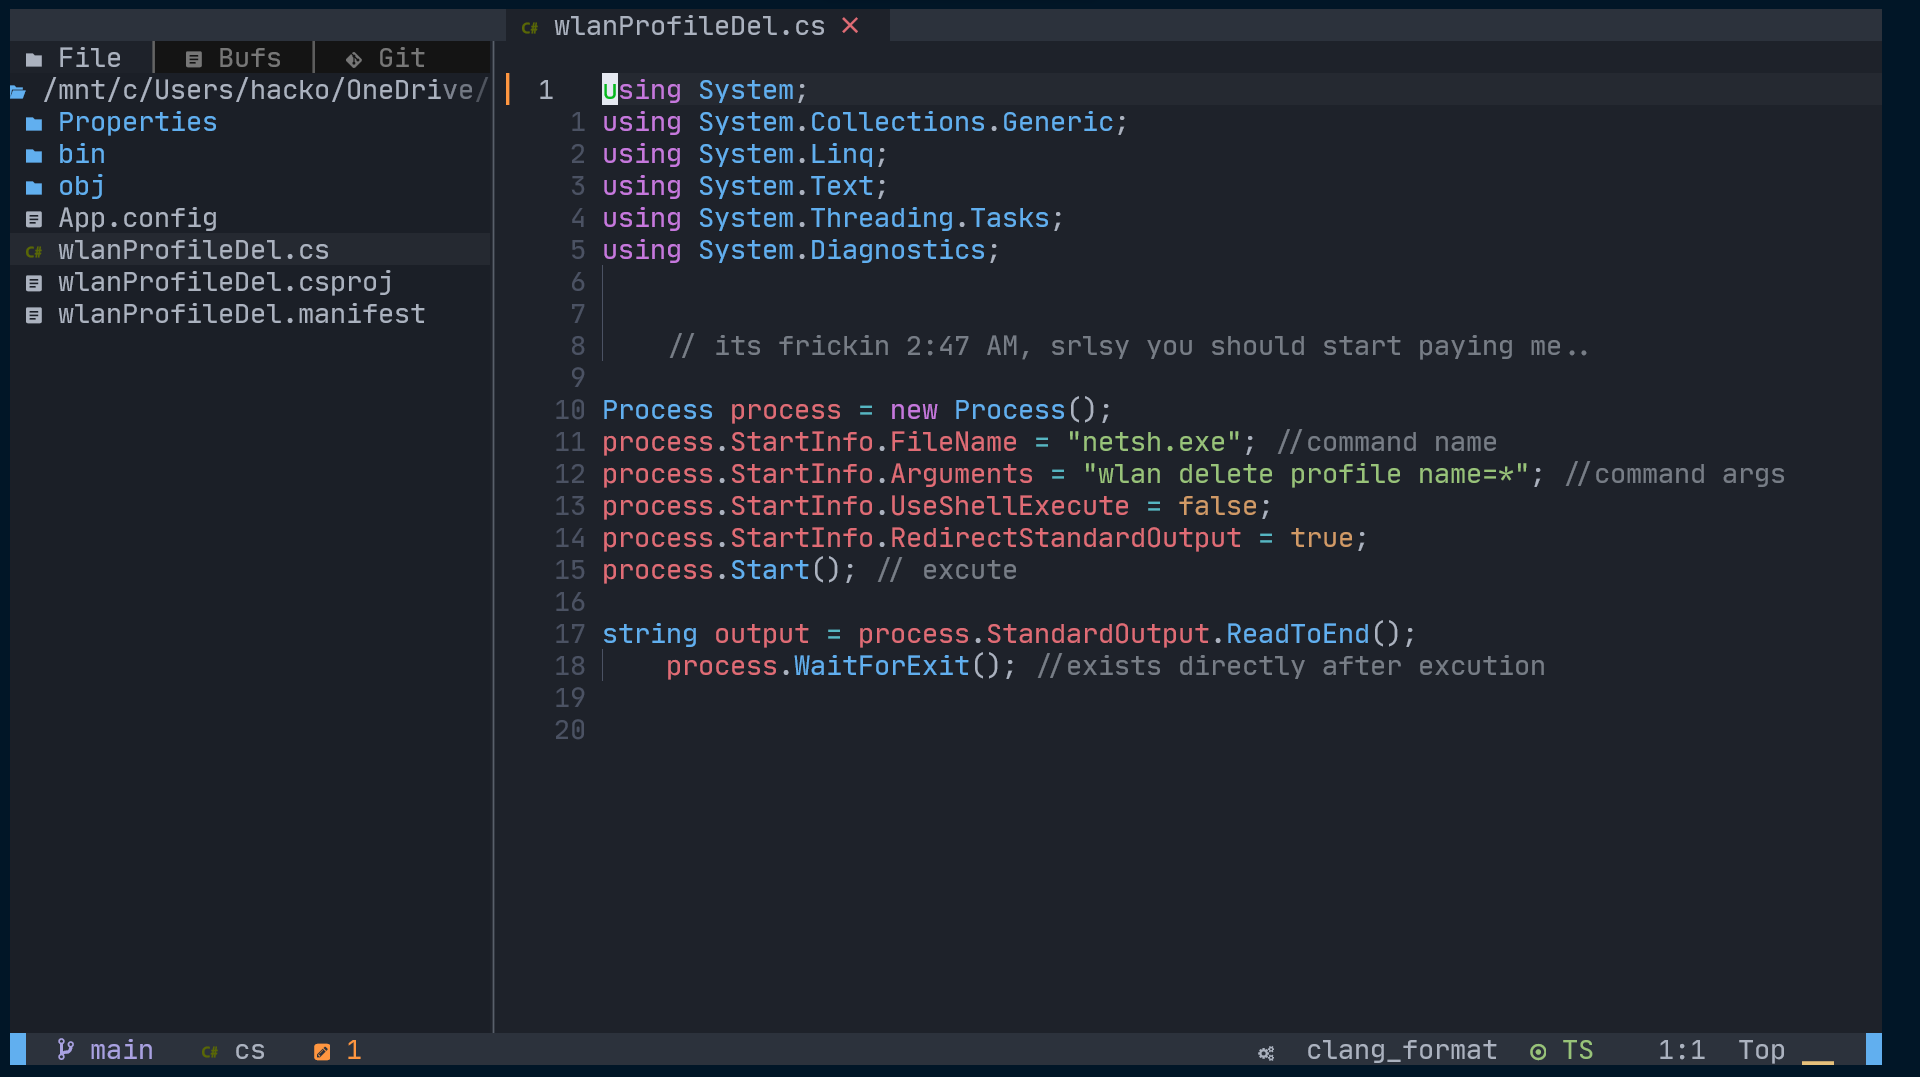 C# wlanProfileDel.cs ✕
File Bufs Git
/mnt/c/Users/hacko/OneDrive/
Properties
bin
obj
App.config
C# wlanProfileDel.cs
wlanProfileDel.csproj
wlanProfileDel.manifest
1 using System;
1 using System.Collections.Generic;
2 using System.Linq;
3 using System.Text;
4 using System.Threading.Tasks;
5 using System.Diagnostics;
6
7
8 // its frickin 2:47 AM, srlsy you should start paying me..
9
10 Process process = new Process();
11 process.StartInfo.FileName = "netsh.exe"; //command name
12 process.StartInfo.Arguments = "wlan delete profile name=*"; //command args
13 process.StartInfo.UseShellExecute = false;
14 process.StartInfo.RedirectStandardOutput = true;
15 process.Start(); // excute
16
17 string output = process.StandardOutput.ReadToEnd();
18 process.WaitForExit(); //exists directly after excution
19
20
main C# cs 1 clang_format TS 1:1 Top